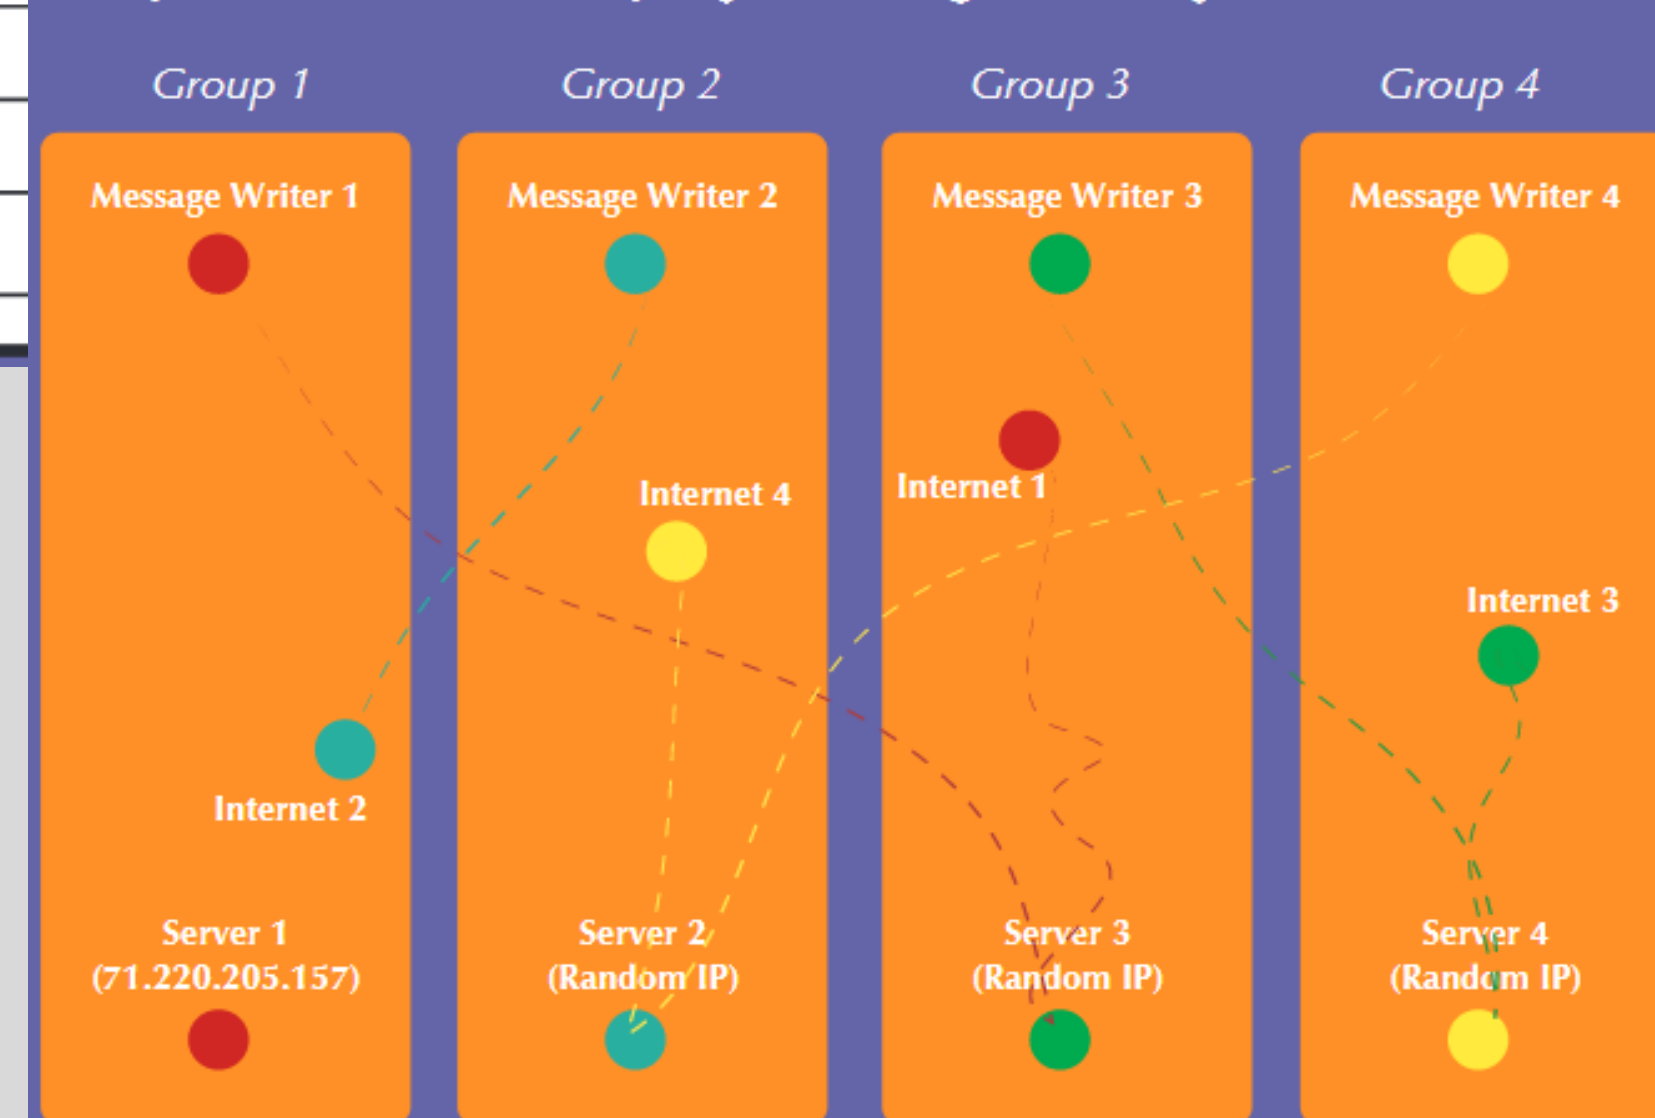 Group 1
Group 2
Group 3
Group 4
Message Writer 1
Message Writer 2
Message Writer 3
Message Writer 4
Internet 1
Internet 4
Internet 3
Internet 2
Server 1
(71.220.205.157)
Server 2
(Random IP)
Server 3
(Random IP)
Server 4
(Random IP)